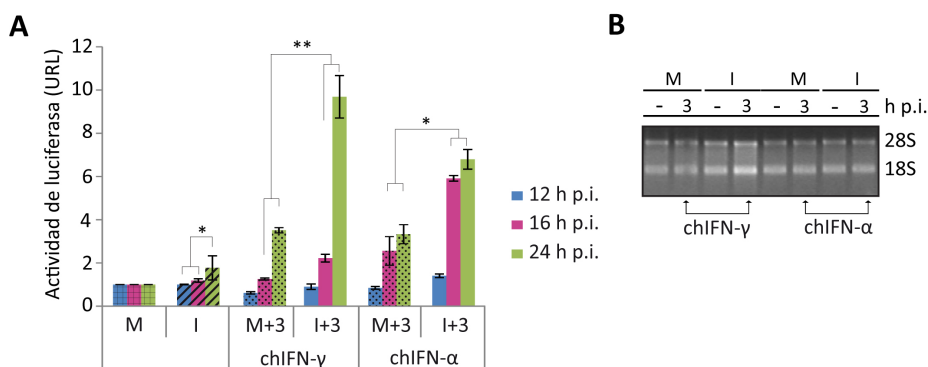 A
Actividad de luciferasa (URL)
12
10
8
6
4
2
0
*
**
*
M
I
M+3
I+3
M+3
I+3
chIFN-γ
chIFN-α
12 h p.i.
16 h p.i.
24 h p.i.
B
M I M I
- 3 - 3 - 3 - 3 h p.i.
28S
18S
chIFN-γ chIFN-α